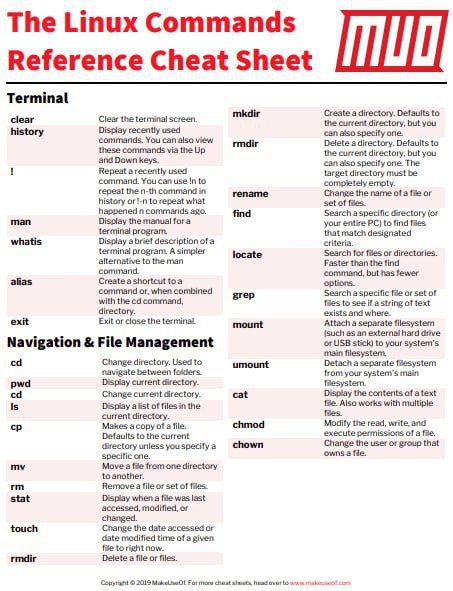 The Linux Commands
Reference Cheat Sheet
MUO
Terminal
clear Clear the terminal screen.
history Display recently used
commands. You can also view
these commands via the Up
and Down keys.
! Repeat a recently used
command. You can use !n to
repeat the n-th command in
history or !-n to repeat what
happened n commands ago.
man Display the manual for a
terminal program.
whatis Display a brief description of a
terminal program. A simpler
alternative to the man
command.
alias Create a shortcut to a
command or, when combined
with the cd command,
directory.
exit Exit or close the terminal.
Navigation & File Management
cd Change directory. Used to
navigate between folders.
pwd Display current directory.
cd Change current directory.
ls Display a list of files in the
current directory.
cp Makes a copy of a file.
Defaults to the current
directory unless you specify a
specific one.
mv Move a file from one directory
to another.
rm Remove a file or set of files.
stat Display when a file was last
accessed, modified, or
changed.
touch Change the date accessed or
date modified time of a given
file to right now.
rmdir Delete a file or files.
mkdir Create a directory. Defaults to
the current directory, but you
can also specify one.
rmdir Delete a directory. Defaults to
the current directory, but you
can also specify one. The
target directory must be
completely empty.
rename Change the name of a file or
set of files.
find Search a specific directory (or
your entire PC) to find files
that match designated
criteria.
locate Search for files or directories.
Faster than the find
command, but has fewer
options.
grep Search a specific file or set of
files to see if a string of text
exists and where.
mount Attach a separate filesystem
(such as an external hard drive
or USB stick) to your system's
main filesystem.
umount Detach a separate filesystem
from your system's main
filesystem.
cat Display the contents of a text
file. Also works with multiple
files.
chmod Modify the read, write, and
execute permissions of a file.
chown Change the user or group that
owns a file.
Copyright © 2019 MakeUseOf. For more cheat sheets, head over to www.makeuseof.com